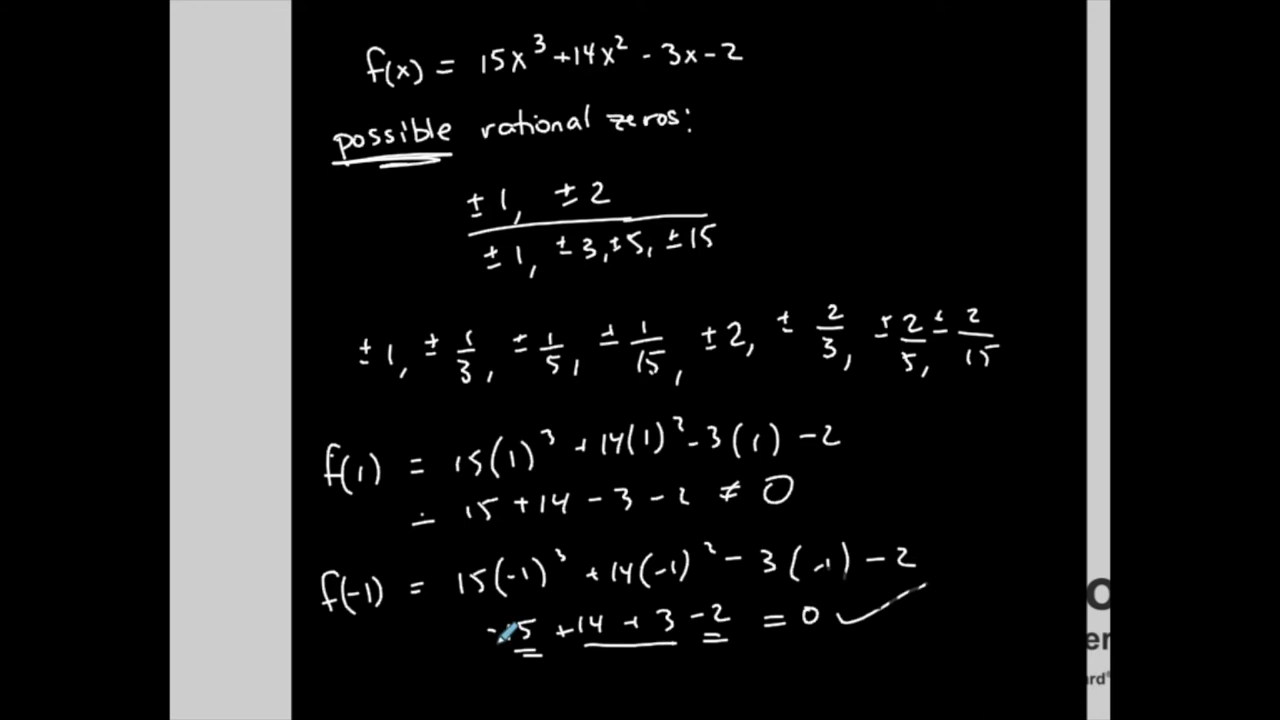 f(x) = 15x³ + 14x² - 3x - 2
possible rational zeros:
± 1, ± 2
± 1, ± 3, ± 5, ± 15
± 1, ± 1/3, ± 1/5, ± 1/15, ± 2, ± 2/3, ± 2/5, ± 2/15
f(1) = 15(1)³ + 14(1)² - 3(1) - 2
= 15 + 14 - 3 - 2 ≠ 0
f(-1) = 15(-1)³ + 14(-1)² - 3(-1) - 2
-15 + 14 + 3 - 2 = 0 ✓